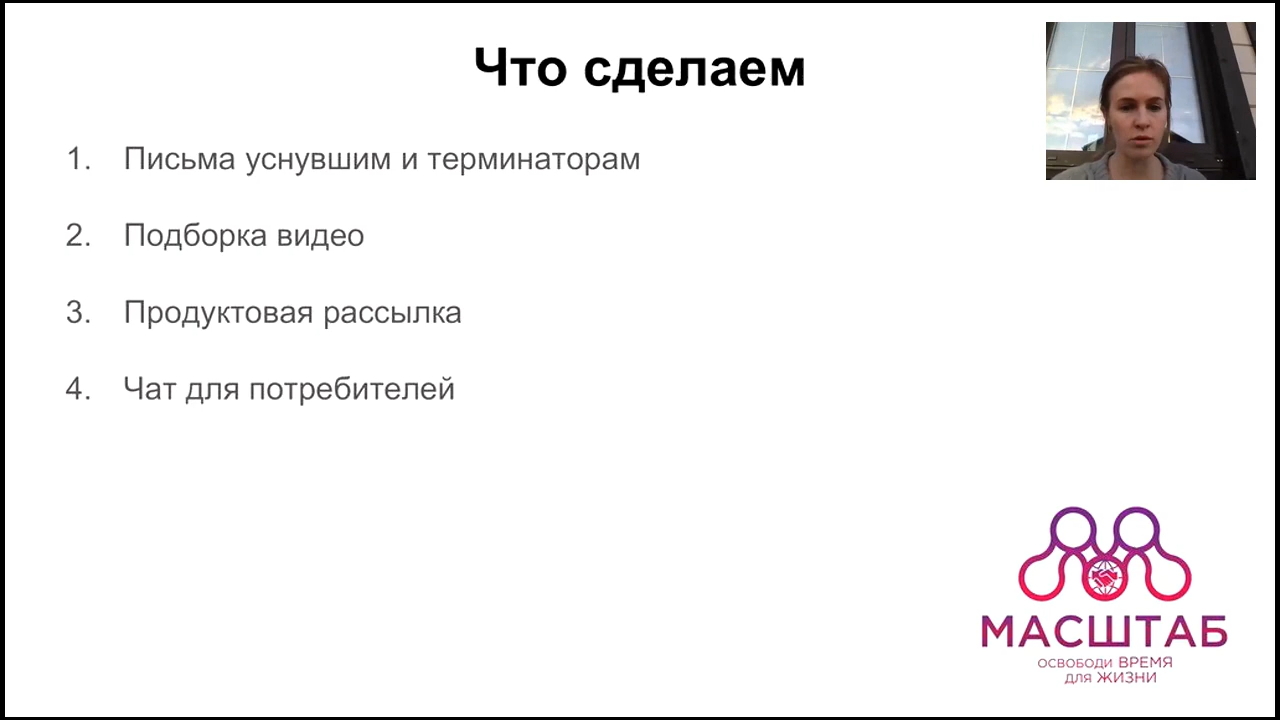 Что сделаем
1. Письма уснувшим и терминаторам
2. Подборка видео
3. Продуктовая рассылка
4. Чат для потребителей
МАСШТАБ
ОСВОБОДИ ВРЕМЯ
ДЛЯ ЖИЗНИ